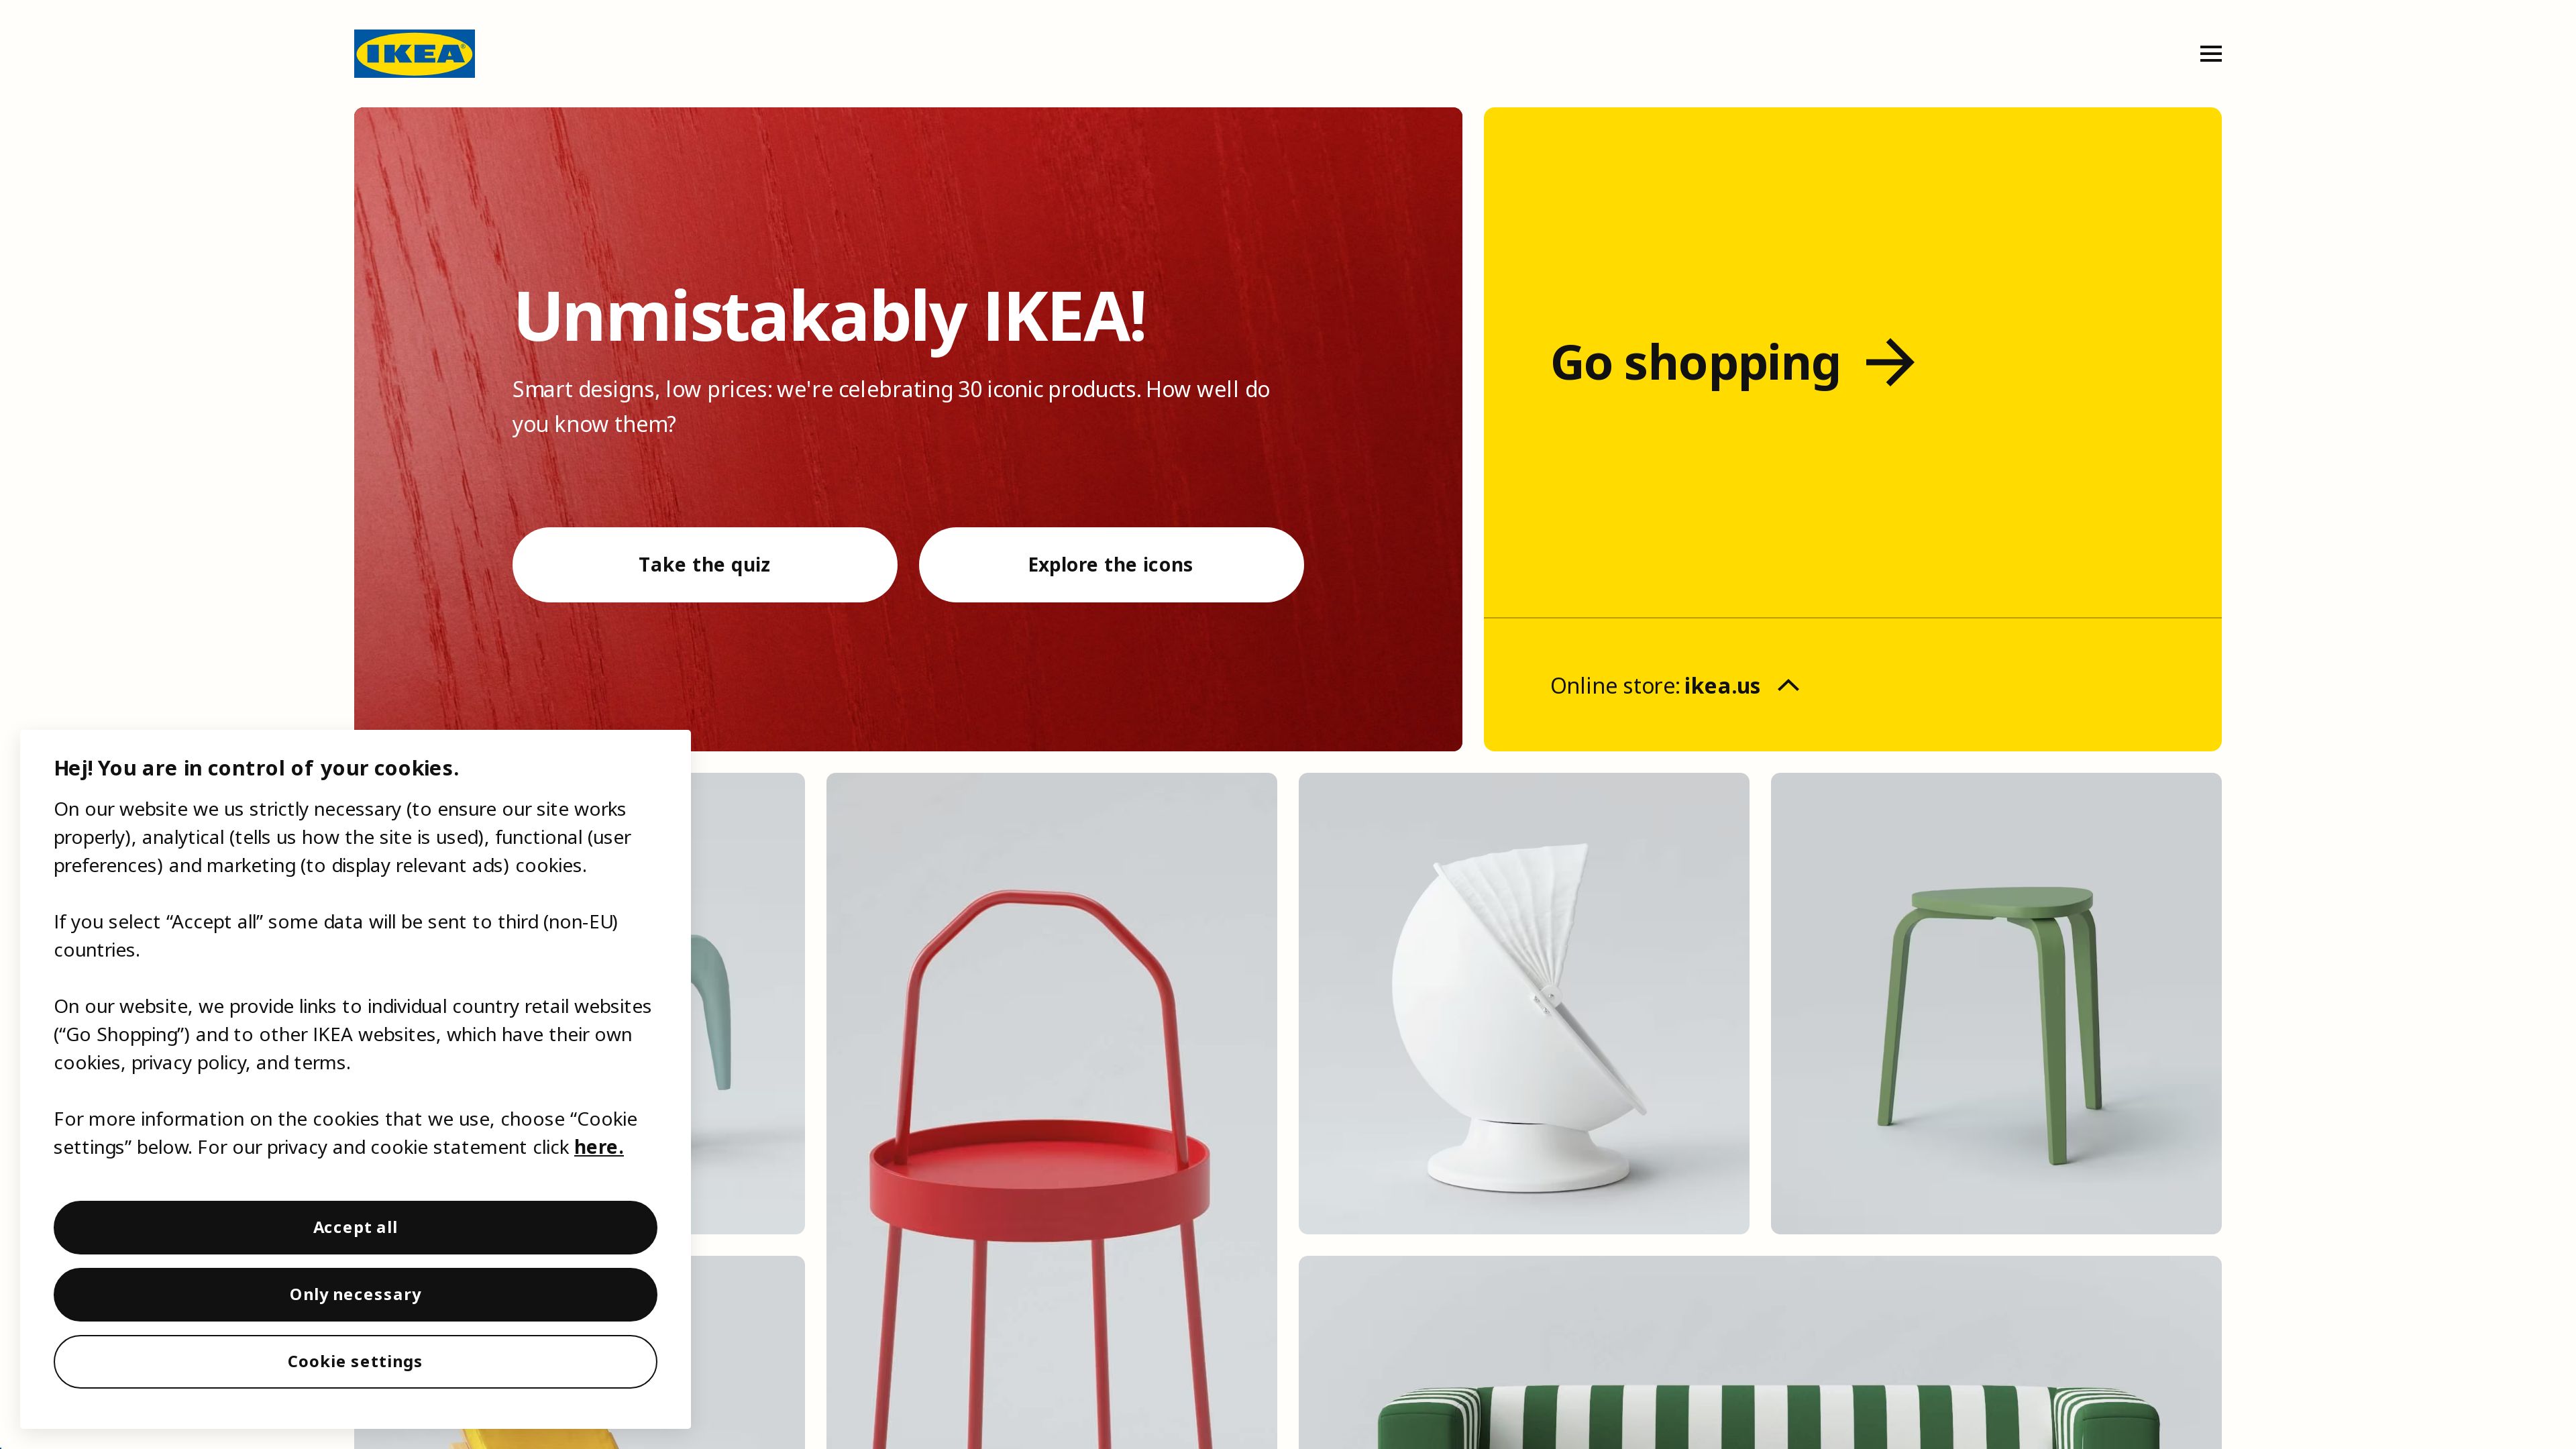 IKEA
Unmistakably IKEA!
Smart designs, low prices: we're celebrating 30 iconic products. How well do
you know them?
Take the quiz
Explore the icons
Go shopping
Online store: ikea.us
Hej! You are in control of your cookies.
On our website we us strictly necessary (to ensure our site works
properly), analytical (tells us how the site is used), functional (user
preferences) and marketing (to display relevant ads) cookies.
If you select “Accept all” some data will be sent to third (non-EU)
countries.
On our website, we provide links to individual country retail websites
(“Go Shopping”) and to other IKEA websites, which have their own
cookies, privacy policy, and terms.
For more information on the cookies that we use, choose “Cookie
settings” below. For our privacy and cookie statement click here.
Accept all
Only necessary
Cookie settings